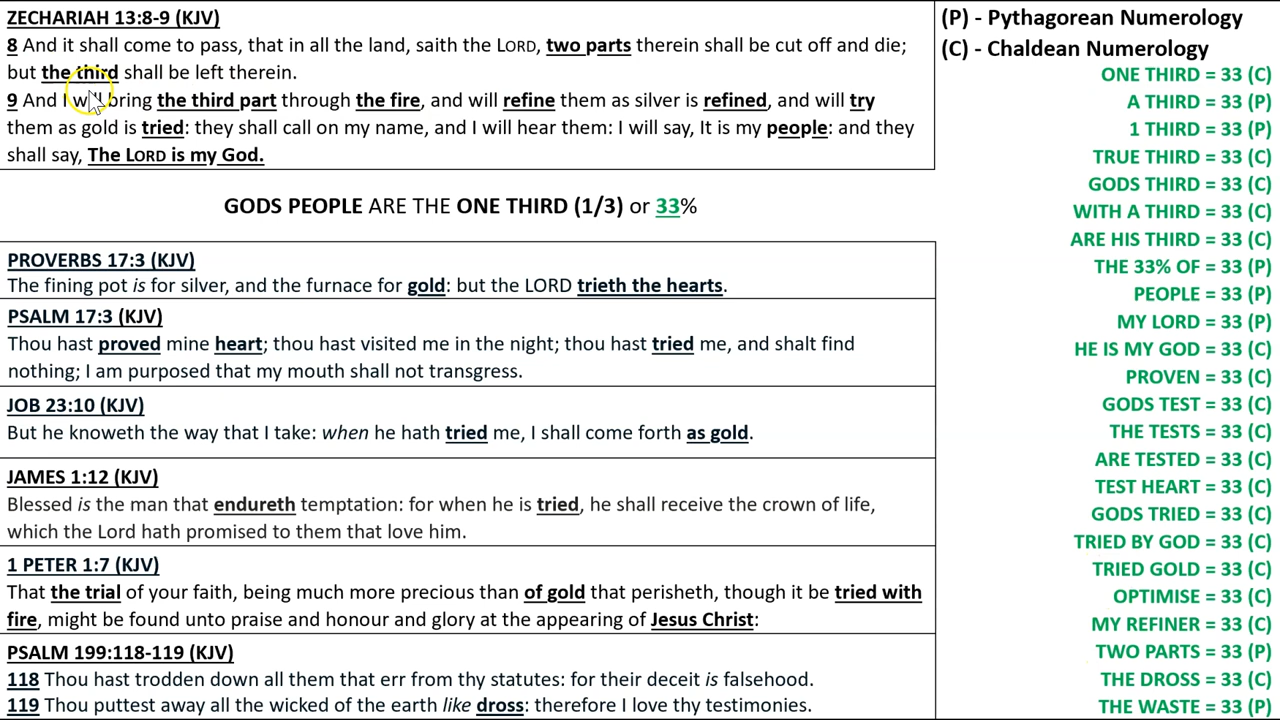 ZECHARIAH 13:8-9 (KJV)
8 And it shall come to pass, that in all the land, saith the LORD, two parts therein shall be cut off and die;
but the third shall be left therein.
9 And I will bring the third part through the fire, and will refine them as silver is refined, and will try
them as gold is tried: they shall call on my name, and I will hear them: I will say, It is my people: and they
shall say, The LORD is my God.
GODS PEOPLE ARE THE ONE THIRD (1/3) or 33%
PROVERBS 17:3 (KJV)
The fining pot is for silver, and the furnace for gold: but the LORD trieth the hearts.
PSALM 17:3 (KJV)
Thou hast proved mine heart; thou hast visited me in the night; thou hast tried me, and shalt find
nothing; I am purposed that my mouth shall not transgress.
JOB 23:10 (KJV)
But he knoweth the way that I take: when he hath tried me, I shall come forth as gold.
JAMES 1:12 (KJV)
Blessed is the man that endureth temptation: for when he is tried, he shall receive the crown of life,
which the Lord hath promised to them that love him.
1 PETER 1:7 (KJV)
That the trial of your faith, being much more precious than of gold that perisheth, though it be tried with
fire, might be found unto praise and honour and glory at the appearing of Jesus Christ:
PSALM 199:118-119 (KJV)
118 Thou hast trodden down all them that err from thy statutes: for their deceit is falsehood.
119 Thou puttest away all the wicked of the earth like dross: therefore I love thy testimonies.
(P) - Pythagorean Numerology
(C) - Chaldean Numerology
ONE THIRD = 33 (C)
A THIRD = 33 (P)
1 THIRD = 33 (P)
TRUE THIRD = 33 (C)
GODS THIRD = 33 (C)
WITH A THIRD = 33 (C)
ARE HIS THIRD = 33 (C)
THE 33% OF = 33 (P)
PEOPLE = 33 (P)
MY LORD = 33 (P)
HE IS MY GOD = 33 (C)
PROVEN = 33 (C)
GODS TEST = 33 (C)
THE TESTS = 33 (C)
ARE TESTED = 33 (C)
TEST HEART = 33 (C)
GODS TRIED = 33 (C)
TRIED BY GOD = 33 (C)
TRIED GOLD = 33 (C)
OPTIMISE = 33 (C)
MY REFINER = 33 (C)
TWO PARTS = 33 (P)
THE DROSS = 33 (C)
THE WASTE = 33 (P)